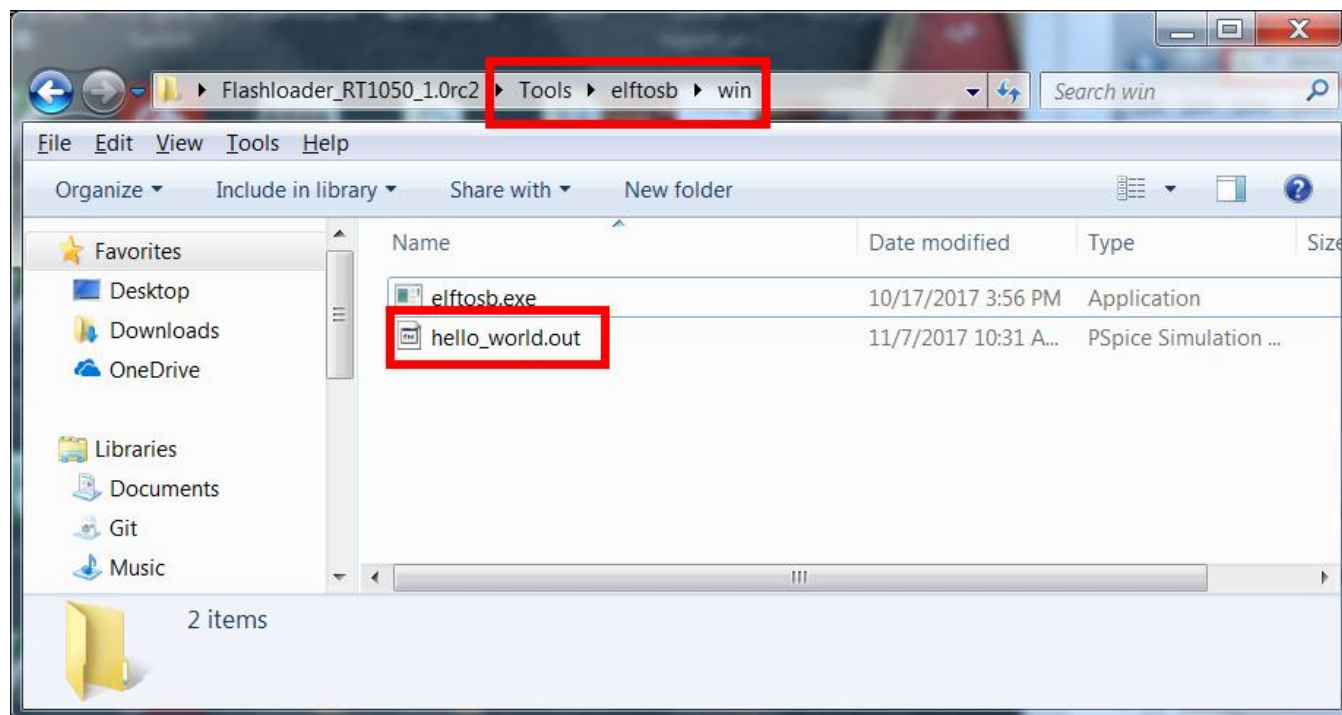 Flashloader_RT1050_1.0rc2 Tools elftosb win
Search win
File Edit View Tools Help
Organize Include in library Share with New folder
Name Date modified Type Size
elftosb.exe 10/17/2017 3:56 PM Application
hello_world.out 11/7/2017 10:31 A... PSpice Simulation ...
Favorites
Desktop
Downloads
OneDrive
Libraries
Documents
Git
Music
2 items